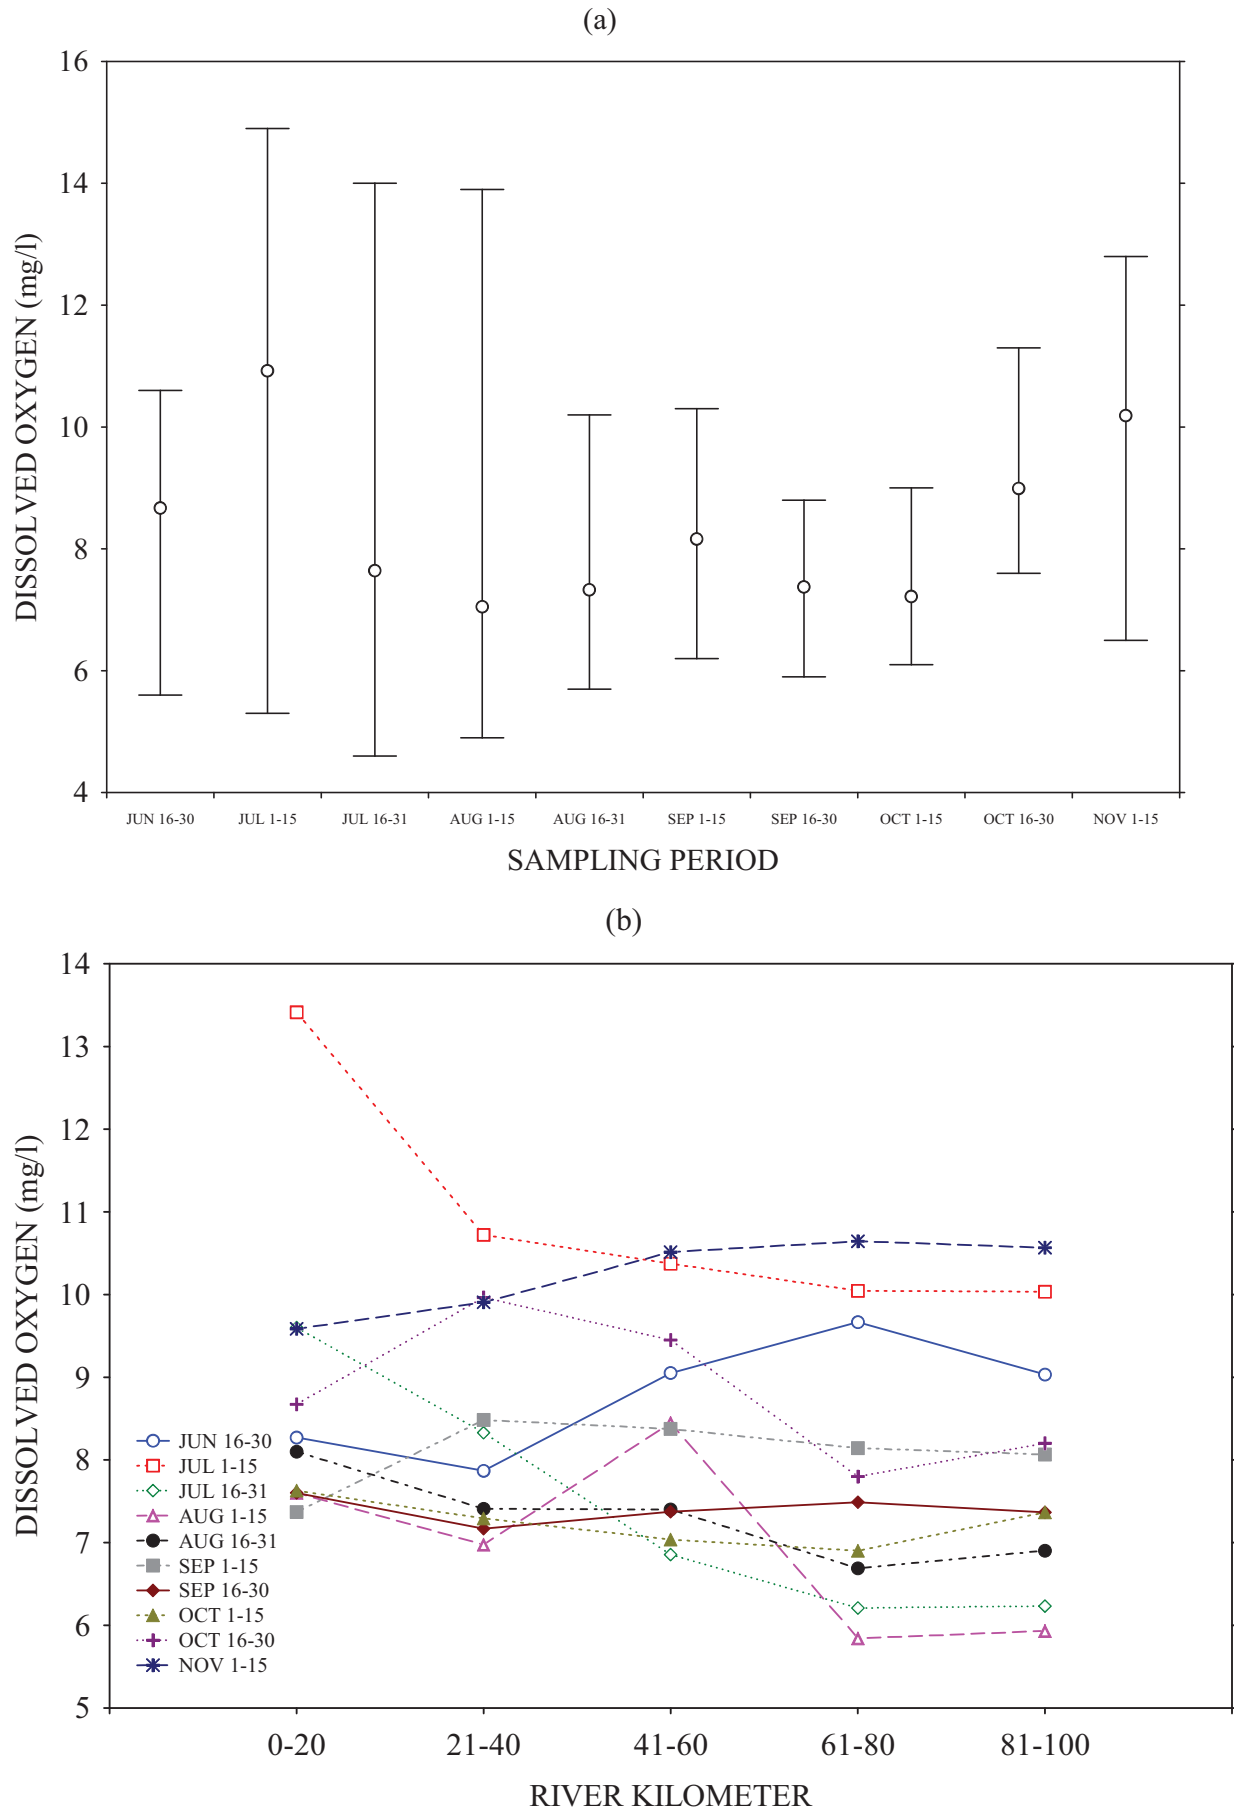 (a)
16
14
12
10
8
6
4
DISSOLVED OXYGEN (mg/l)
JUN 16-30 JUL 1-15 JUL 16-31 AUG 1-15 AUG 16-31 SEP 1-15 SEP 16-30 OCT 1-15 OCT 16-30 NOV 1-15
SAMPLING PERIOD
(b)
14
13
12
11
10
9
8
7
6
5
DISSOLVED OXYGEN (mg/l)
JUN 16-30
JUL 1-15
JUL 16-31
AUG 1-15
AUG 16-31
SEP 1-15
SEP 16-30
OCT 1-15
OCT 16-30
NOV 1-15
0-20 21-40 41-60 61-80 81-100
RIVER KILOMETER